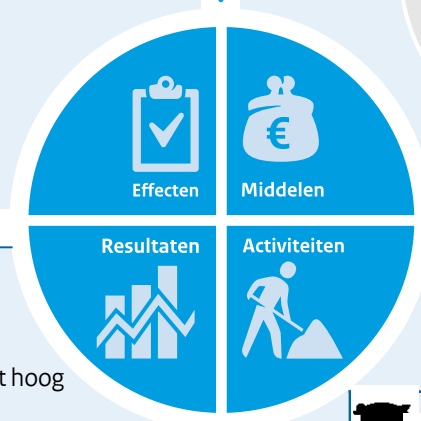 €
Effecten
Middelen
Resultaten
Activiteiten
t hoog